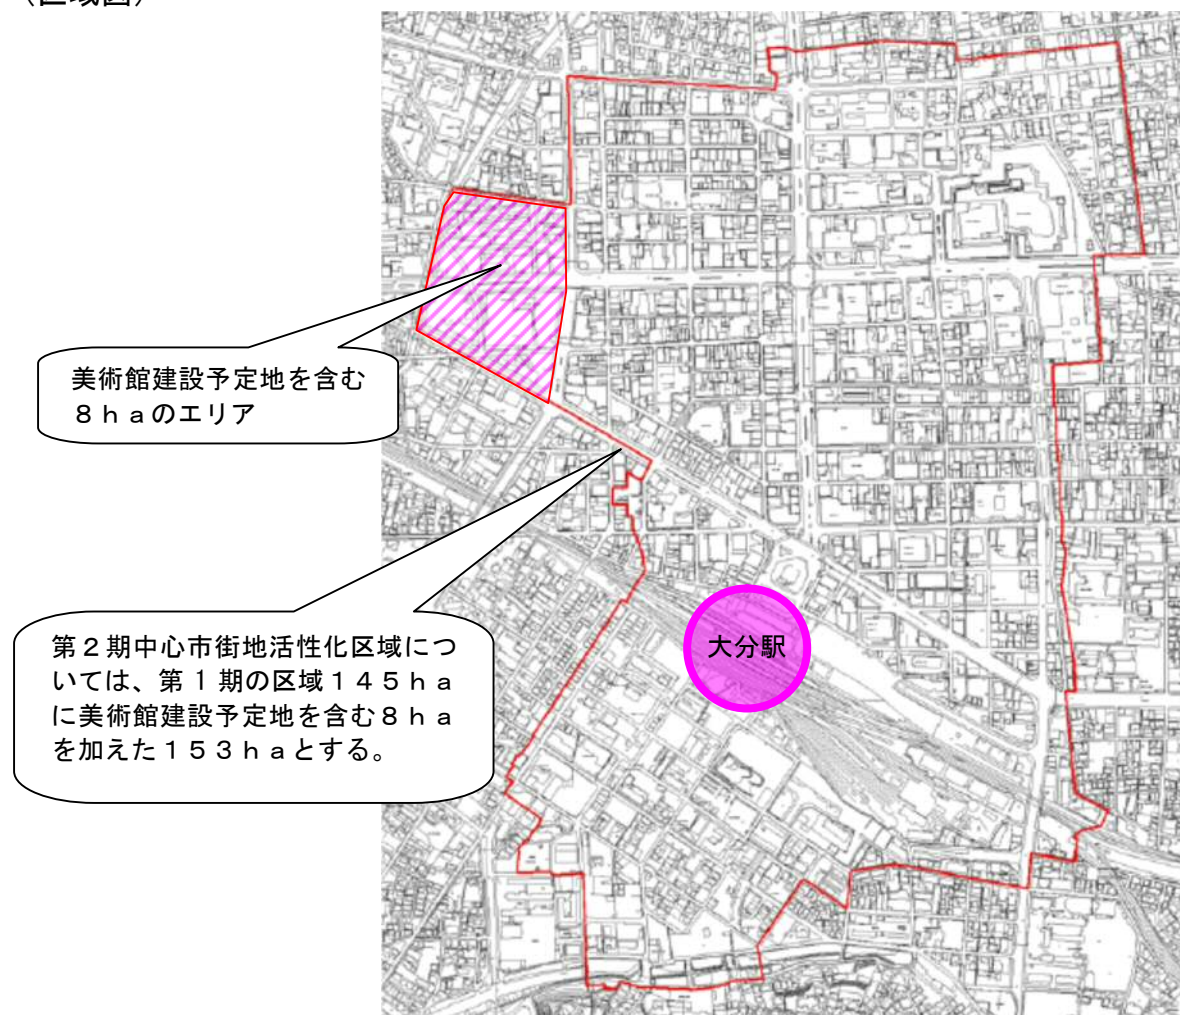 （区域図）
美術館建設予定地を含む
８ｈａのエリア
大分駅
第２期中心市街地活性化区域につ
いては、第１期の区域１４５ｈａ
に美術館建設予定地を含む８ｈａ
を加えた１５３ｈａとする。